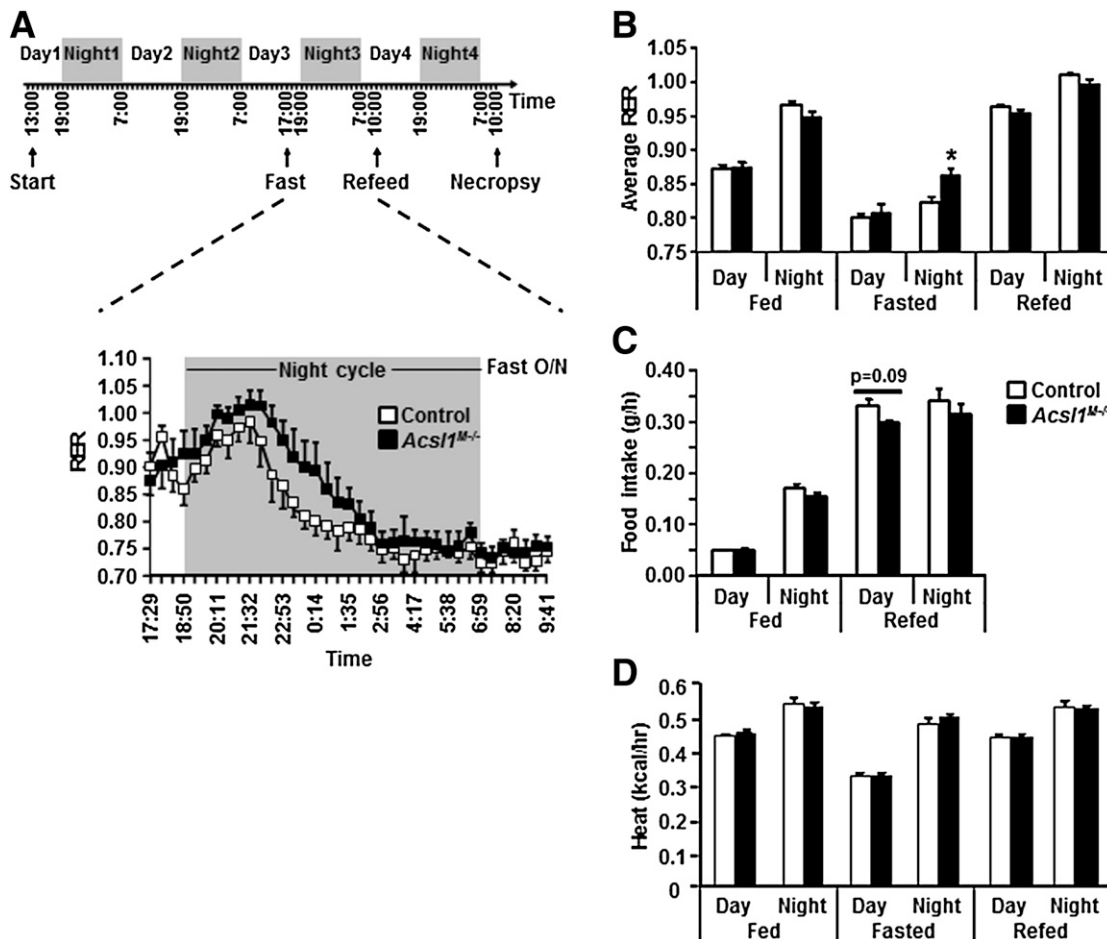 A
Day1 Night1 Day2 Night2 Day3 Night3 Day4 Night4
Time
13:00 19:00 7:00 19:00 7:00 17:00 19:00 7:00 10:00 19:00 7:00 10:00
Start Fast Refeed Necropsy
Night cycle
Fast O/N
Control
Acsl1M-/-
RER
1.10
1.05
1.00
0.95
0.90
0.85
0.80
0.75
0.70
17:29 18:50 20:11 21:32 22:53 0:14 1:35 2:56 4:17 5:38 6:59 8:20 9:41
Time
B
Average RER
1.05
1.00
0.95
0.90
0.85
0.80
0.75
*
Day Night Day Night Day Night
Fed Fasted Refed
C
Food intake (g/h)
0.40
0.30
0.20
0.10
0.00
p=0.09
Control
Acsl1M-/-
Day Night Day Night
Fed Refed
D
Heat (kcal/hr)
0.6
0.5
0.4
0.3
0.2
0.1
0
Day Night Day Night Day Night
Fed Fasted Refed